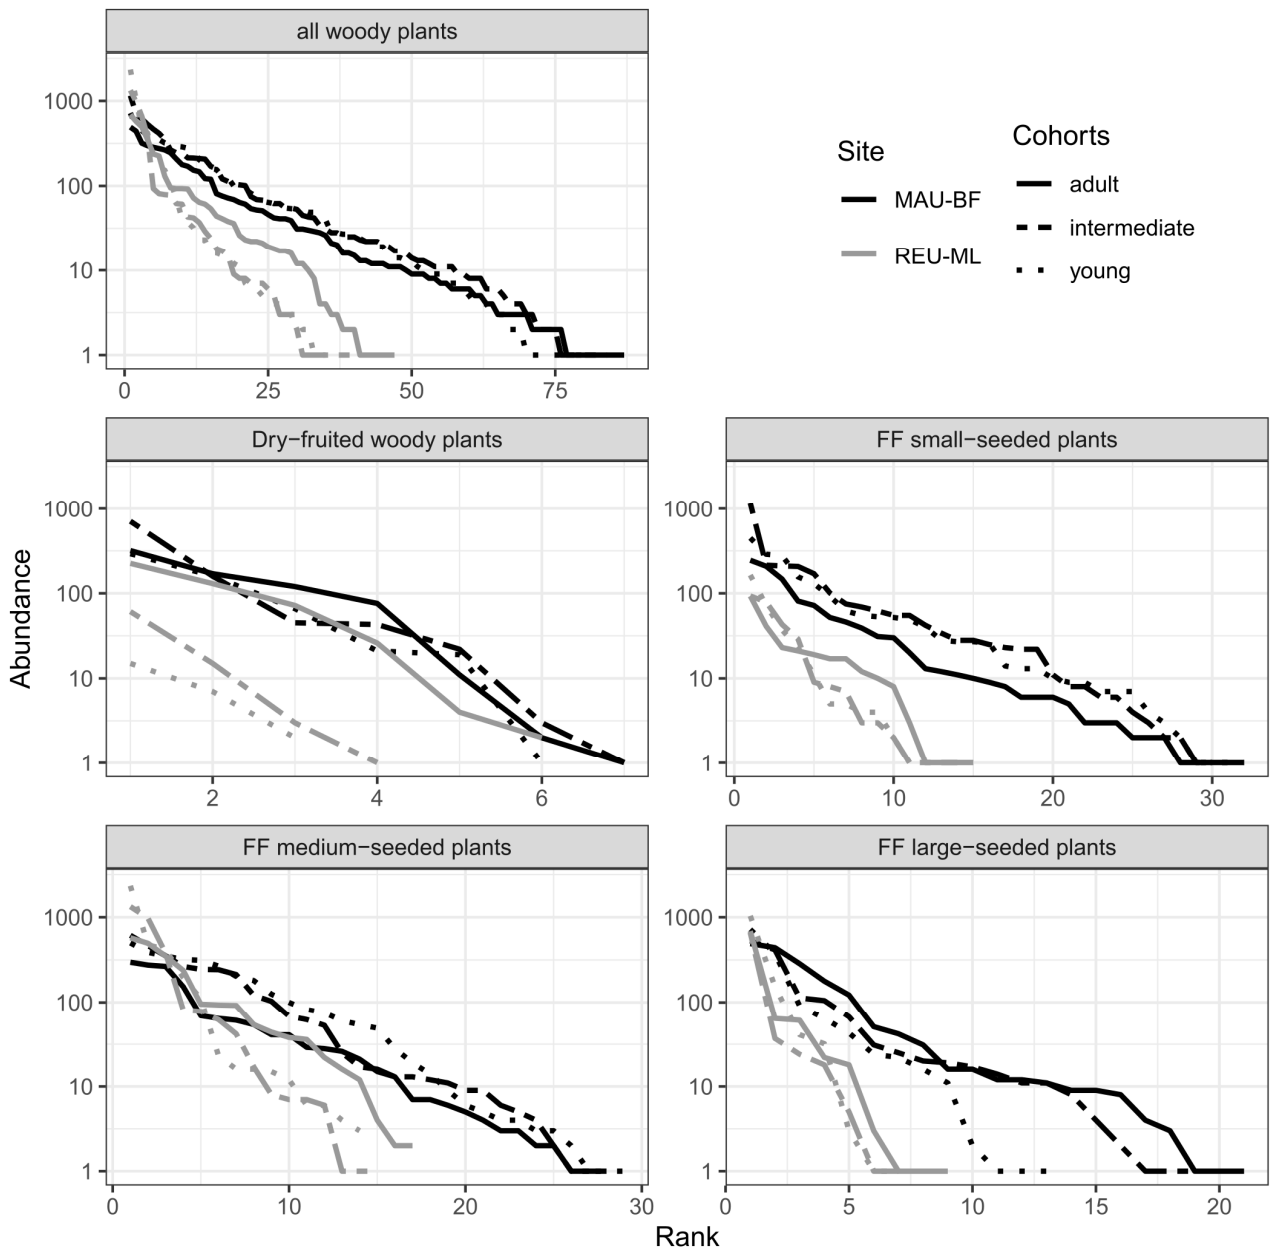 all woody plants
1000
100
10
1
0 25 50 75
Site
MAU-BF
REU-ML
Cohorts
adult
intermediate
young
Dry−fruited woody plants
1000
100
10
1
2 4 6
FF small−seeded plants
1000
100
10
1
0 10 20 30
Abundance
FF medium−seeded plants
1000
100
10
1
0 10 20 30
FF large−seeded plants
1000
100
10
1
0 5 10 15 20
Rank